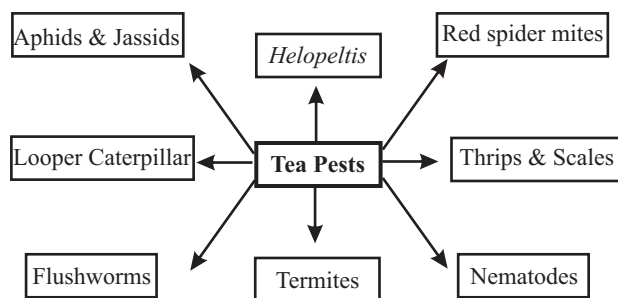 Aphids & Jassids
Helopeltis
Red spider mites
Looper Caterpillar
Tea Pests
Thrips & Scales
Flushworms
Termites
Nematodes